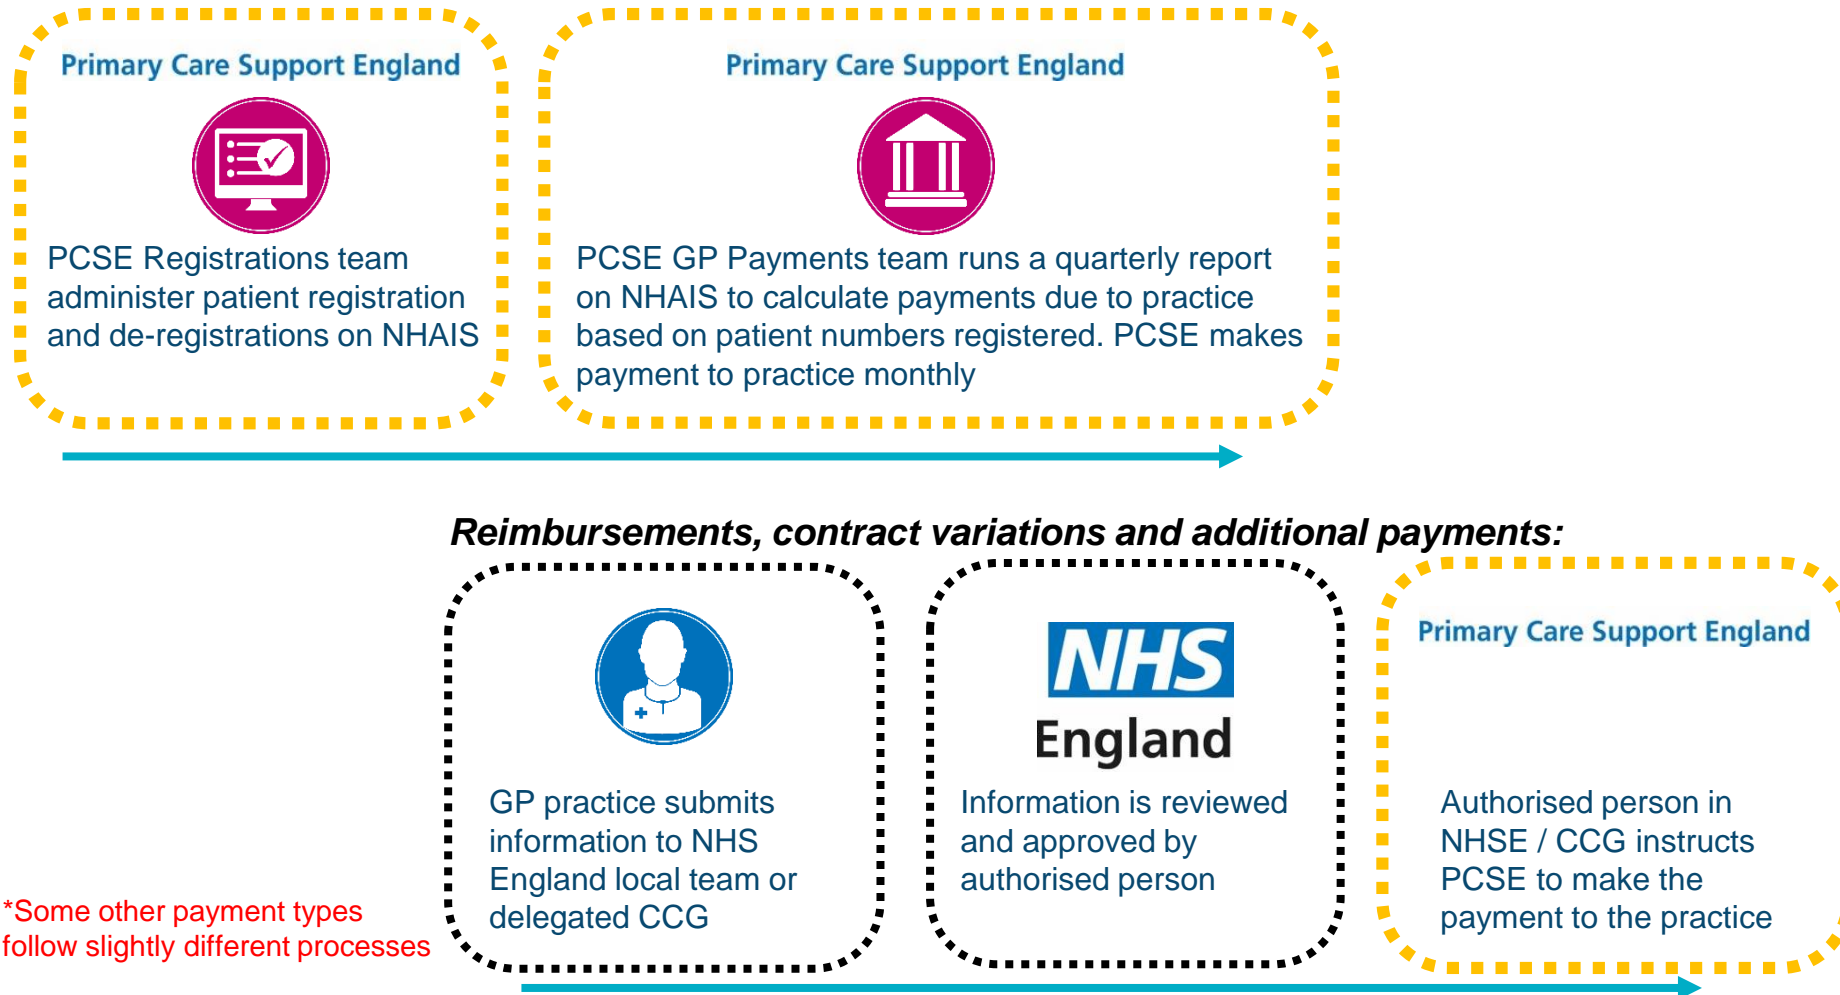 Primary Care Support England
PCSE Registrations team
administer patient registration
and de-registrations on NHAIS
Primary Care Support England
PCSE GP Payments team runs a quarterly report
on NHAIS to calculate payments due to practice
based on patient numbers registered. PCSE makes
payment to practice monthly
Reimbursements, contract variations and additional payments:
GP practice submits
information to NHS
England local team or
delegated CCG
NHS
England
Information is reviewed
and approved by
authorised person
Primary Care Support England
Authorised person in
NHSE / CCG instructs
PCSE to make the
payment to the practice
*Some other payment types
follow slightly different processes